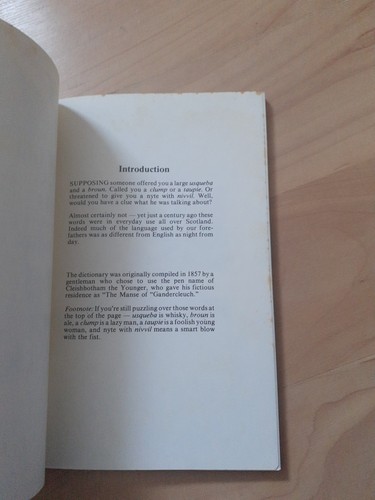 Introduction
SUPPOSING someone offered you a large usqueba
and a broun. Called you a clump or a taupie. Or
threatened to give you a nyte with nivvil. Well,
would you have a clue what he was talking about?
Almost certainly not — yet just a century ago these
words were in everyday use all over Scotland.
Indeed much of the language used by our fore-
fathers was as different from English as night from
day.
The dictionary was originally compiled in 1857 by a
gentleman who chose to use the pen name of
Cleishbotham the Younger, who gave his fictious
residence as "The Manse of "Gandercleuch."
Footnote: If you're still puzzling over those words at
the top of the page — usqueba is whisky, broun is
ale, a clump is a lazy man, a taupie is a foolish young
woman, and nyte with nivvil means a smart blow
with the fist.